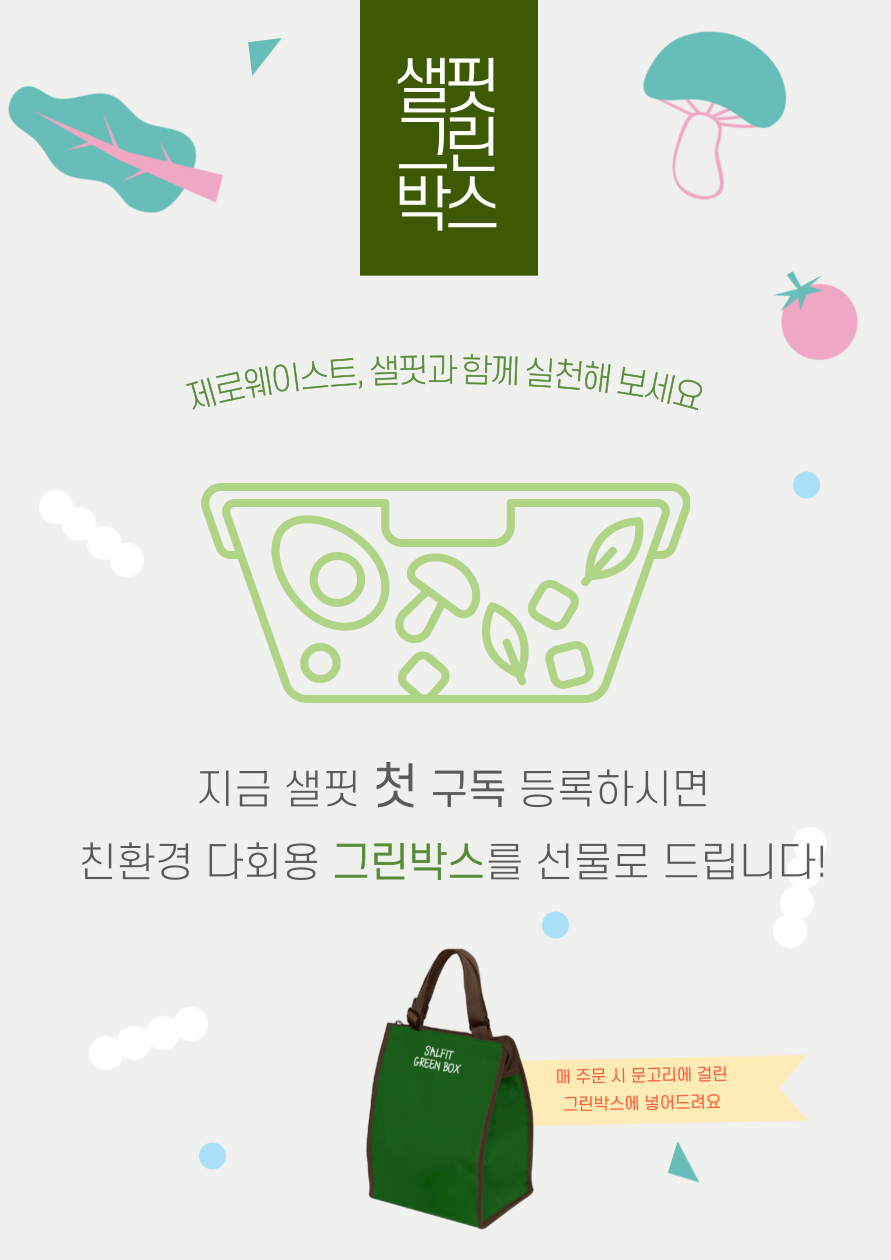 샐핏
그린
박스
제로웨이스트, 샐핏과 함께 실천해 보세요
지금 샐핏 첫 구독 등록하시면
친환경 다회용 그린박스를 선물로 드립니다!
SALFIT
GREEN BOX
매 주문 시 문고리에 걸린
그린박스에 넣어드려요